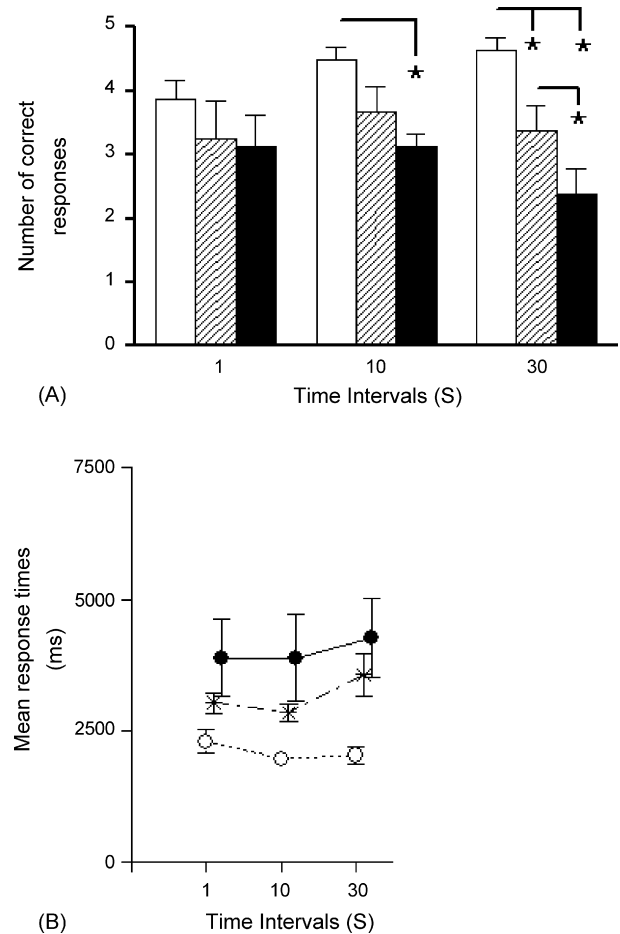 5
4
3
2
1
0
Number of correct
responses
1 10 30
Time Intervals (S)
(A)
7500
5000
2500
0
Mean response times
(ms)
1 10 30
Time Intervals (S)
(B)